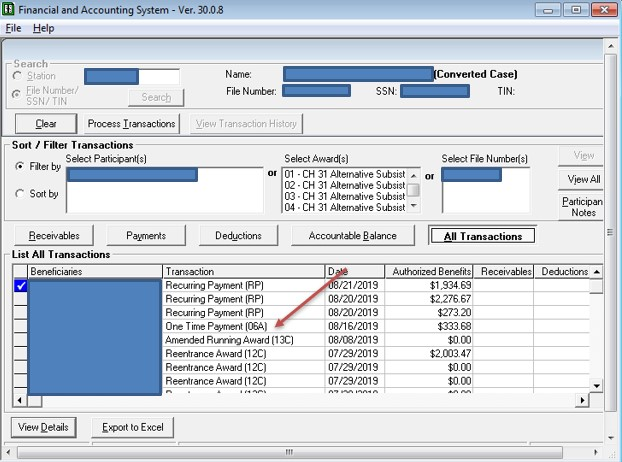 Financial and Accounting System - Ver. 30.0.8
File Help
Search
Station
File Number/
SSN/ TIN
Search
Name: (Converted Case)
File Number: SSN: TIN:
Clear Process Transactions View Transaction History
Sort / Filter Transactions
Filter by
Sort by
Select Participant(s)
or
Select Award(s)
01 - CH 31 Alternative Subsist
02 - CH 31 Alternative Subsist
03 - CH 31 Alternative Subsist
04 - CH 31 Alternative Subsist
or
Select File Number(s)
View
View All
Participan
Notes
Receivables Payments Deductions Accountable Balance All Transactions
List All Transactions
Beneficiaries Transaction Date Authorized Benefits Receivables Deductions
Recurring Payment (RP) 08/21/2019 $1,934.69
Recurring Payment (RP) 08/20/2019 $2,276.67
Recurring Payment (RP) 08/20/2019 $273.20
One Time Payment (06A) 08/16/2019 $333.68
Amended Running Award (13C) 08/08/2019 $0.00
Reentrance Award (12C) 07/29/2019 $2,003.47
Reentrance Award (12C) 07/29/2019 $0.00
Reentrance Award (12C) 07/29/2019 $0.00
View Details Export to Excel